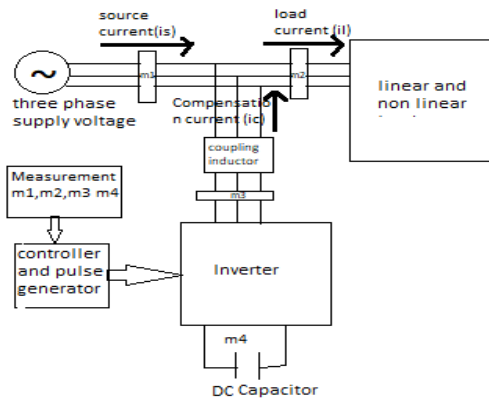 source
current(is)
load
current (il)
m1
m2
~
three phase
supply voltage
Compensatio
n current (ic)
linear and
non linear
coupling
inductor
m3
Measurement
m1,m2,m3 m4
controller
and pulse
generator
Inverter
m4
DC Capacitor